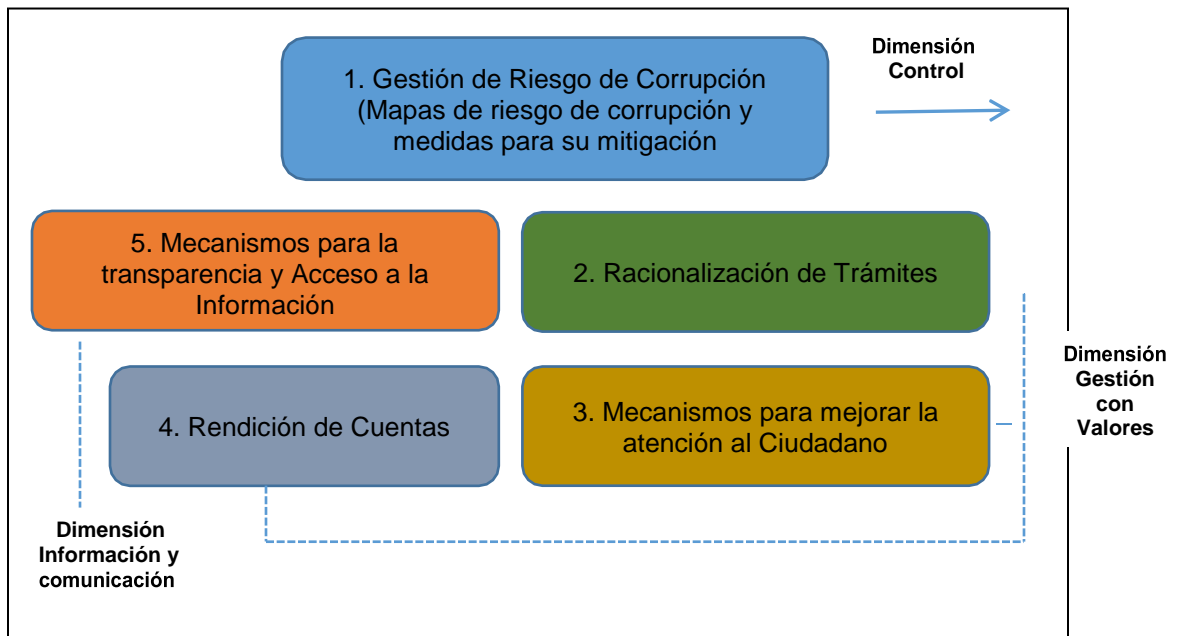 1. Gestión de Riesgo de Corrupción
(Mapas de riesgo de corrupción y
medidas para su mitigación
Dimensión
Control
5. Mecanismos para la
transparencia y Acceso a la
Información
2. Racionalización de Trámites
Dimensión
Gestión
con
Valores
4. Rendición de Cuentas
3. Mecanismos para mejorar la
atención al Ciudadano
Dimensión
Información y
comunicación